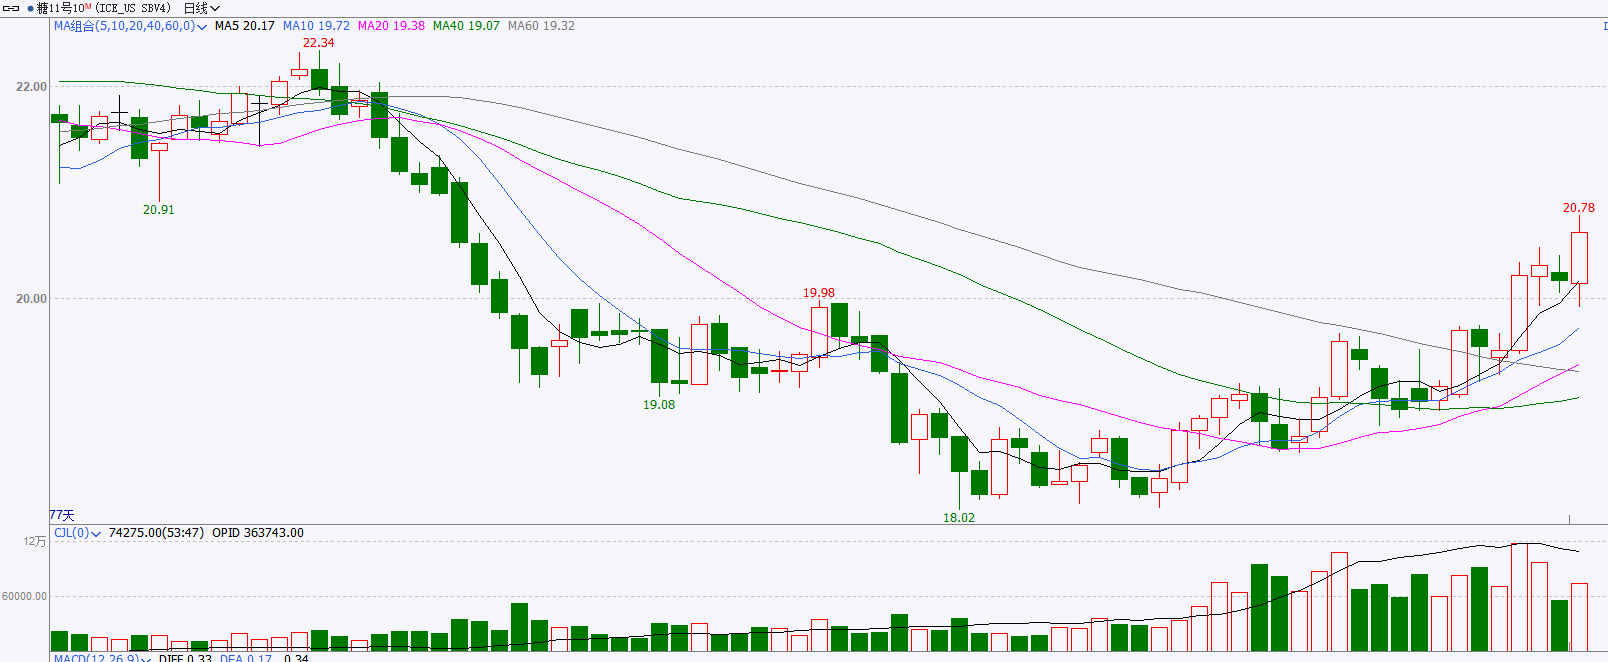 糖11号10M (ICE_US SBV4) 日线
MA组合(5,10,20,40,60,0) MA5 20.17 MA10 19.72 MA20 19.38 MA40 19.07 MA60 19.32
22.34
22.00
20.91
20.78
20.00
19.98
19.08
18.02
77天
CJL(0) 74275.00(53:47) OPID 363743.00
12万
60000.00
MACD(12,26,9) DIFF 0.33 DEA 0.17 0.34